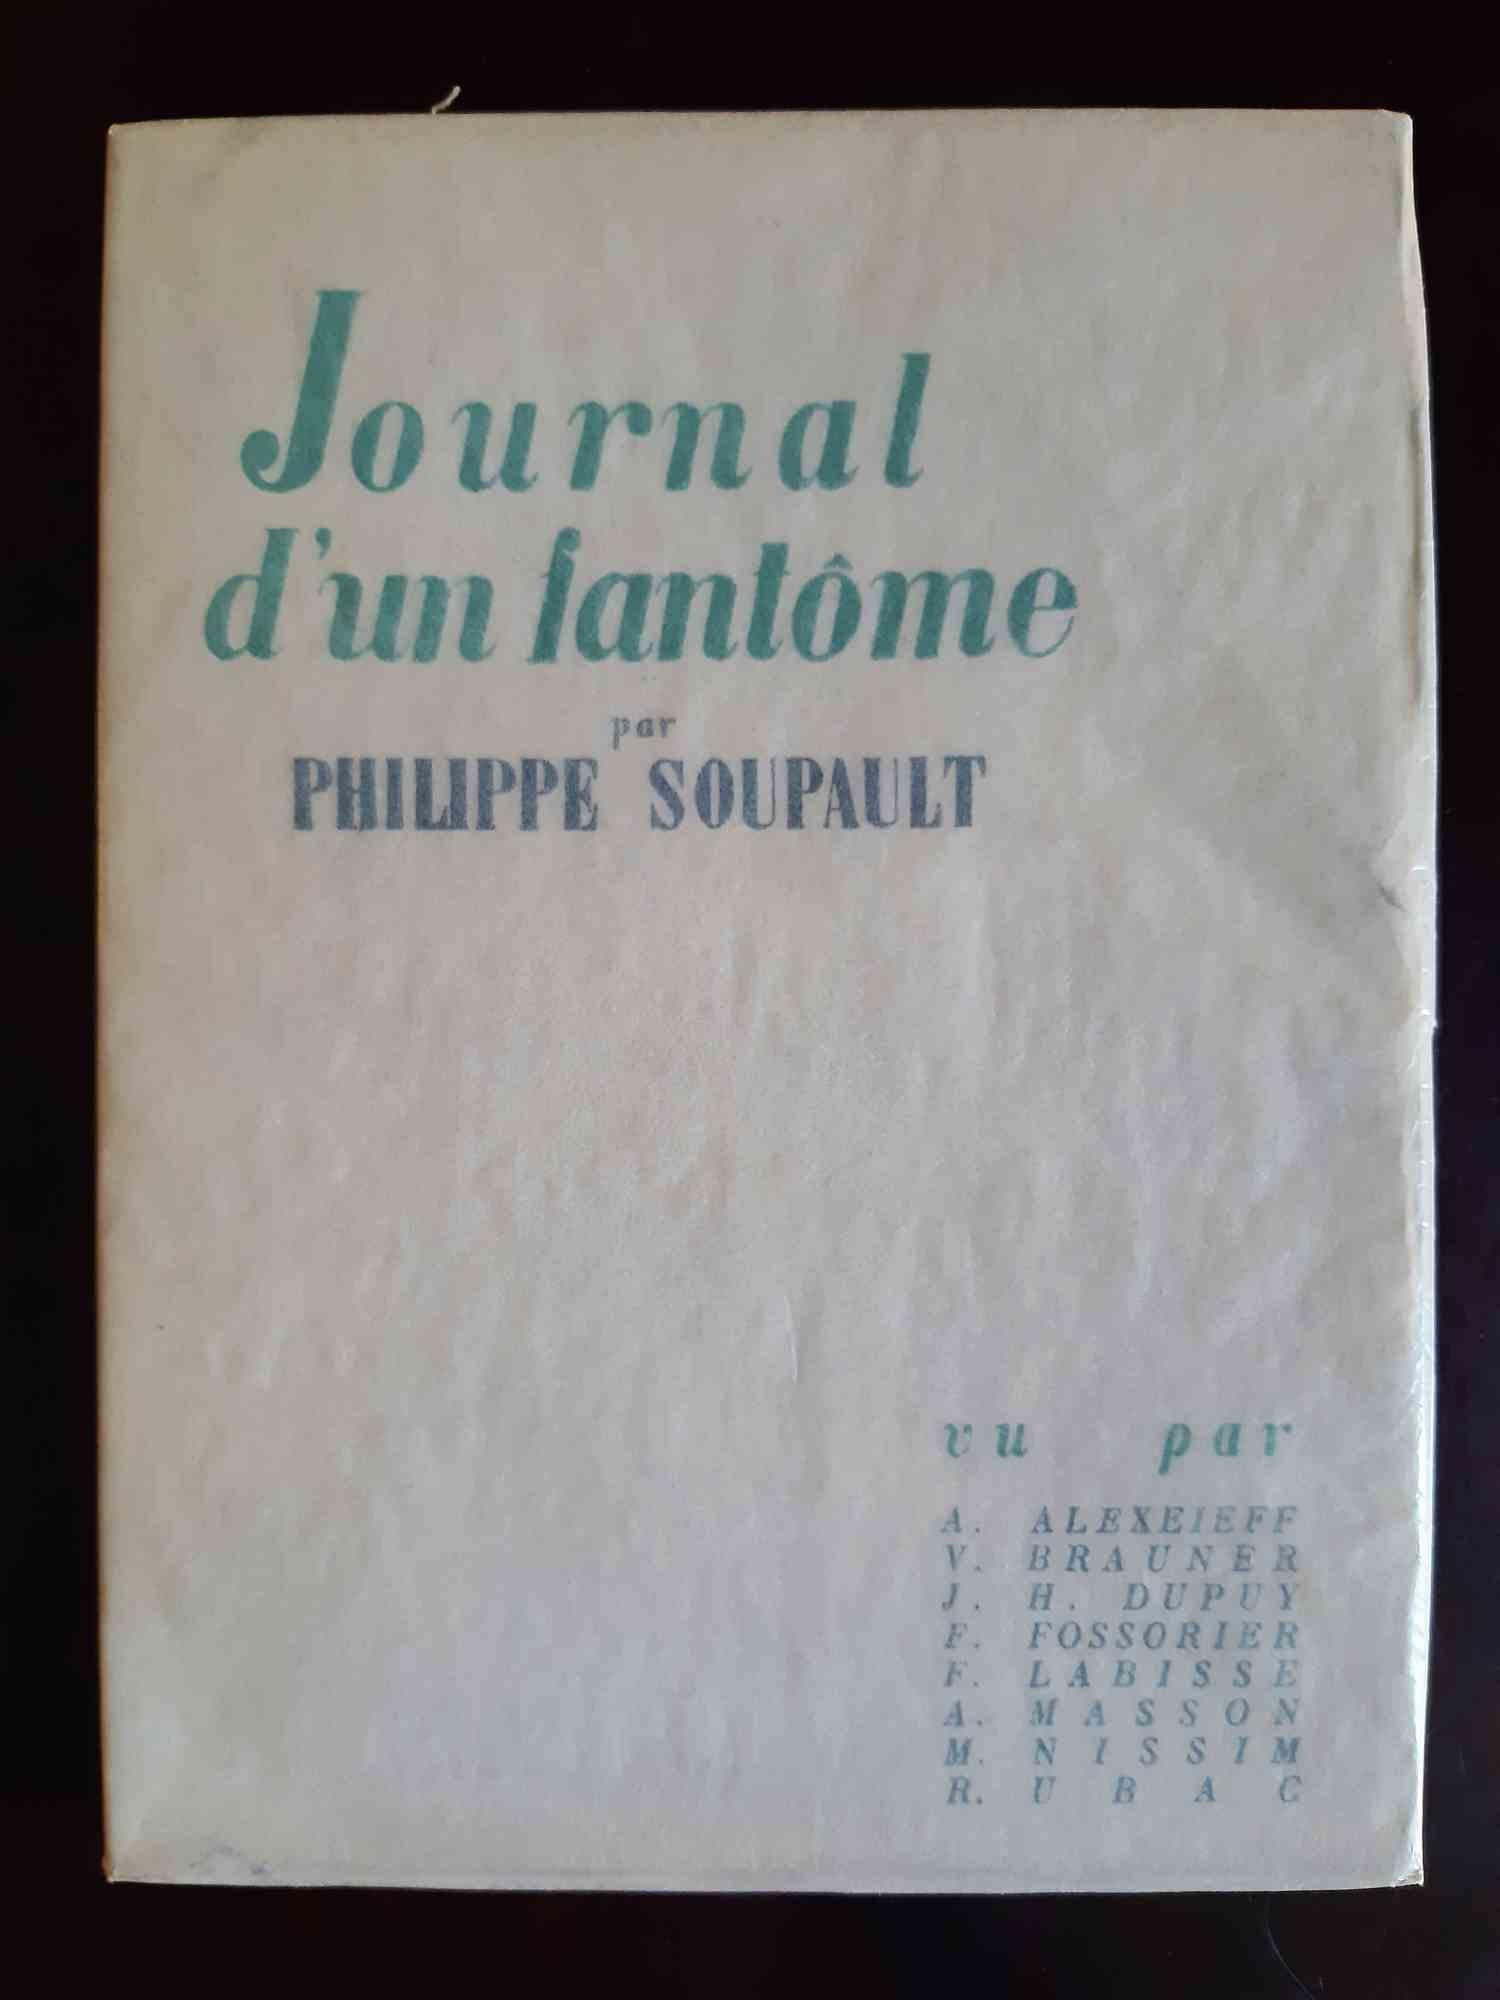 Journal
d'un fantôme
par
PHILIPPE SOUPAULT
vu par
A. ALEXEIEFF
V. BRAUNER
J. H. DUPUY
F. FOSSORIER
F. LABISSE
A. MASSON
M. NISSIM
R. UBAC